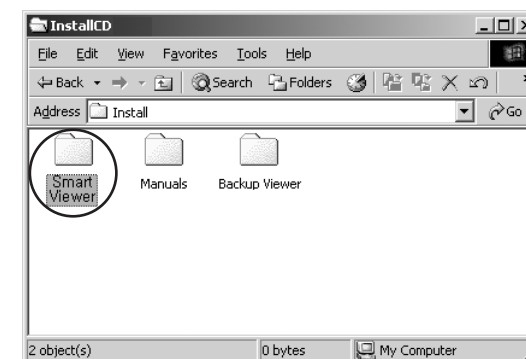 InstallCD
File Edit View Favorites Tools Help
Back Search Folders
Address Install Go
Smart Viewer Manuals Backup Viewer
2 object(s) 0 bytes My Computer